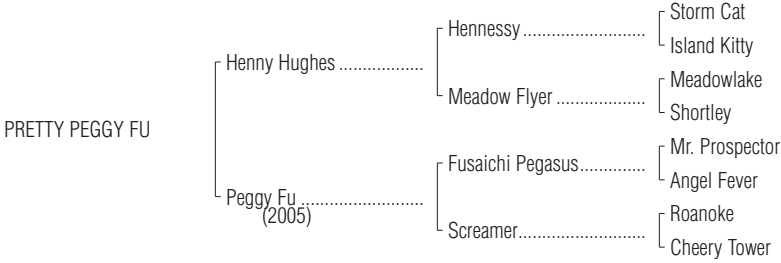 Storm Cat
Hennessy..........................
Island Kitty
Henny Hughes ..................
Meadowlake
Meadow Flyer ...................
Shortley
PRETTY PEGGY FU
Mr. Prospector
Fusaichi Pegasus..............
Angel Fever
Peggy Fu ..........................
(2005)
Roanoke
Screamer...........................
Cheery Tower